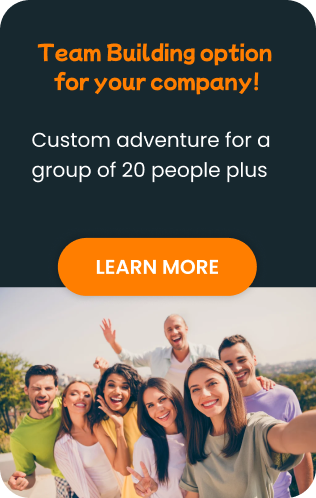 Team Building option
for your company!
Custom adventure for a
group of 20 people plus
LEARN MORE